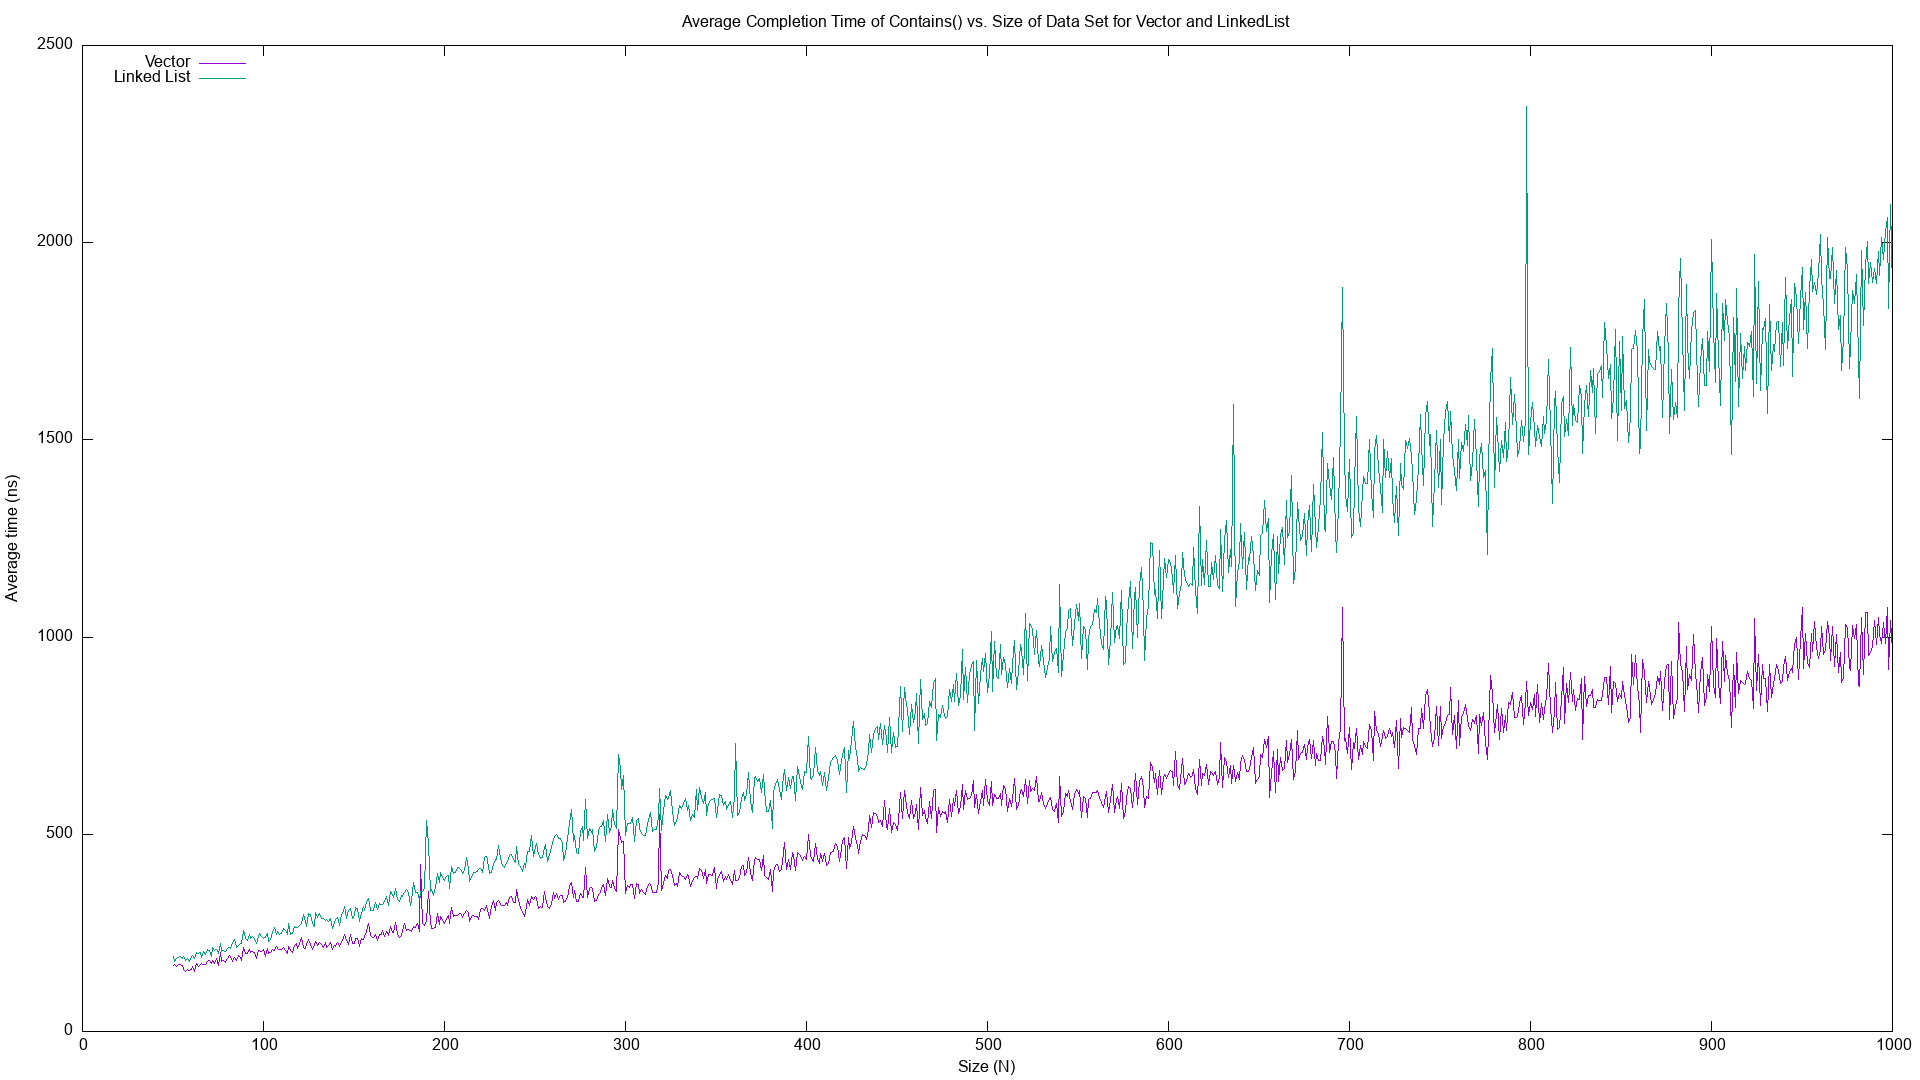 Average Completion Time of Contains() vs. Size of Data Set for Vector and LinkedList
2500
Vector
Linked List
2000
1500
Average time (ns)
1000
500
0
0 100 200 300 400 500 600 700 800 900 1000
Size (N)